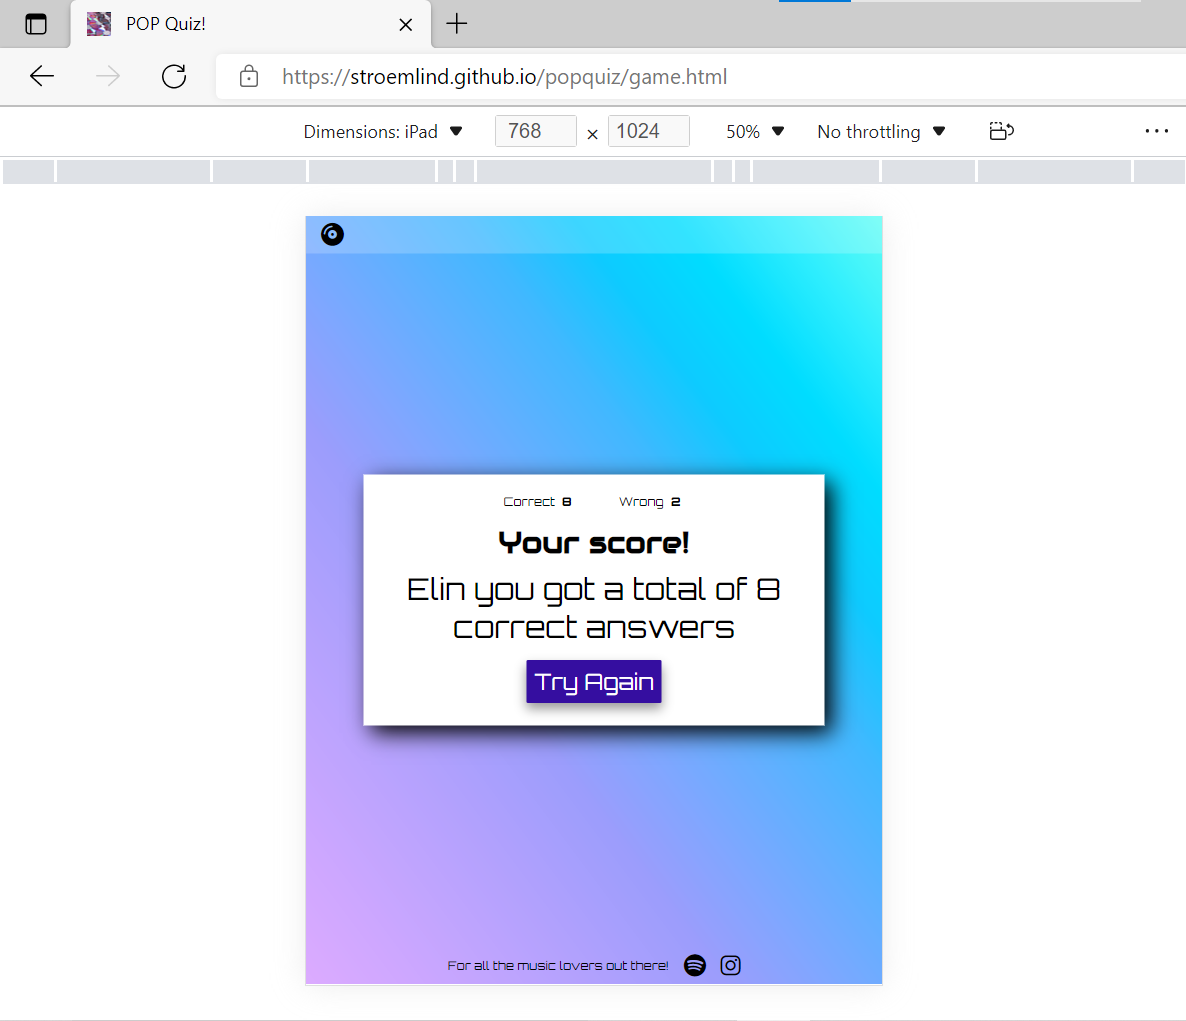 POP Quiz!
https://stroemlind.github.io/popquiz/game.html
Dimensions: iPad 768 × 1024 50% No throttling
Correct 8 Wrong 2
Your score!
Elin you got a total of 8
correct answers
Try Again
For all the music lovers out there!